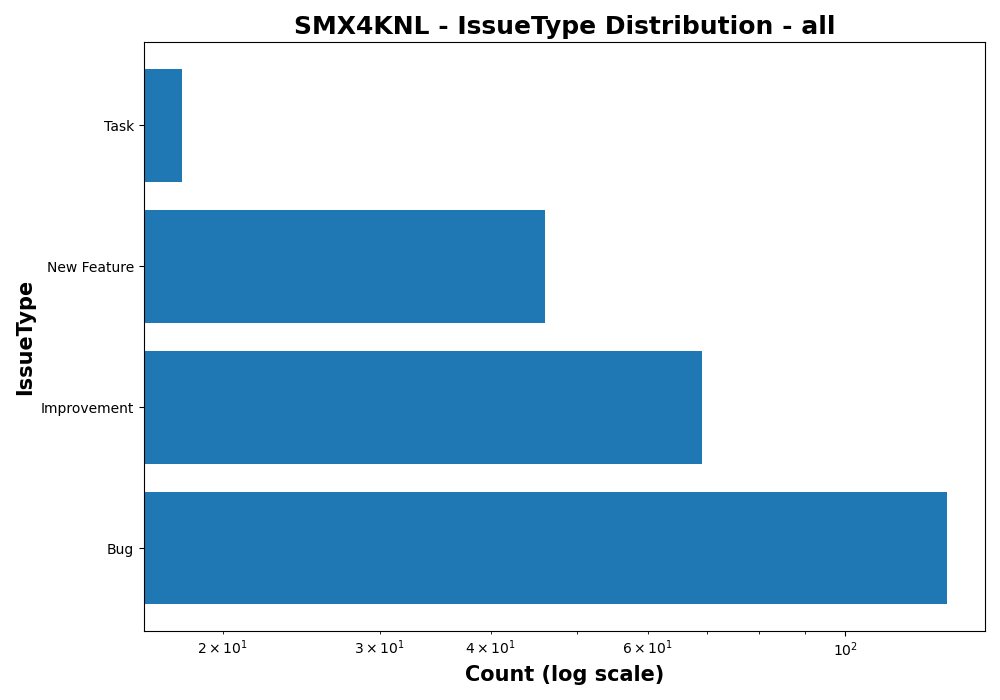 SMX4KNL - IssueType Distribution - all
IssueType
Task
New Feature
Improvement
Bug
2 × 10¹ 3 × 10¹ 4 × 10¹ 6 × 10¹ 10²
Count (log scale)